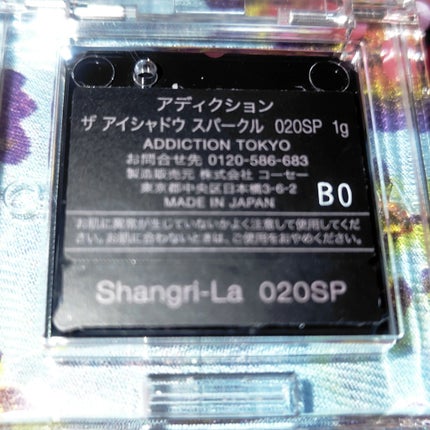 アディクション
ザ アイシャドウ スパークル 020SP 1g
ADDICTION TOKYO
お問合せ先 0120-586-683
製造販売元 株式会社 コーセー
東京都中央区日本橋3-6-2
MADE IN JAPAN
BO
お肌に異常が生じていないかよく注意して使用してくだ
さい。お肌に合わないときは、ご使用をおやめください。
Shangri-La 020SP